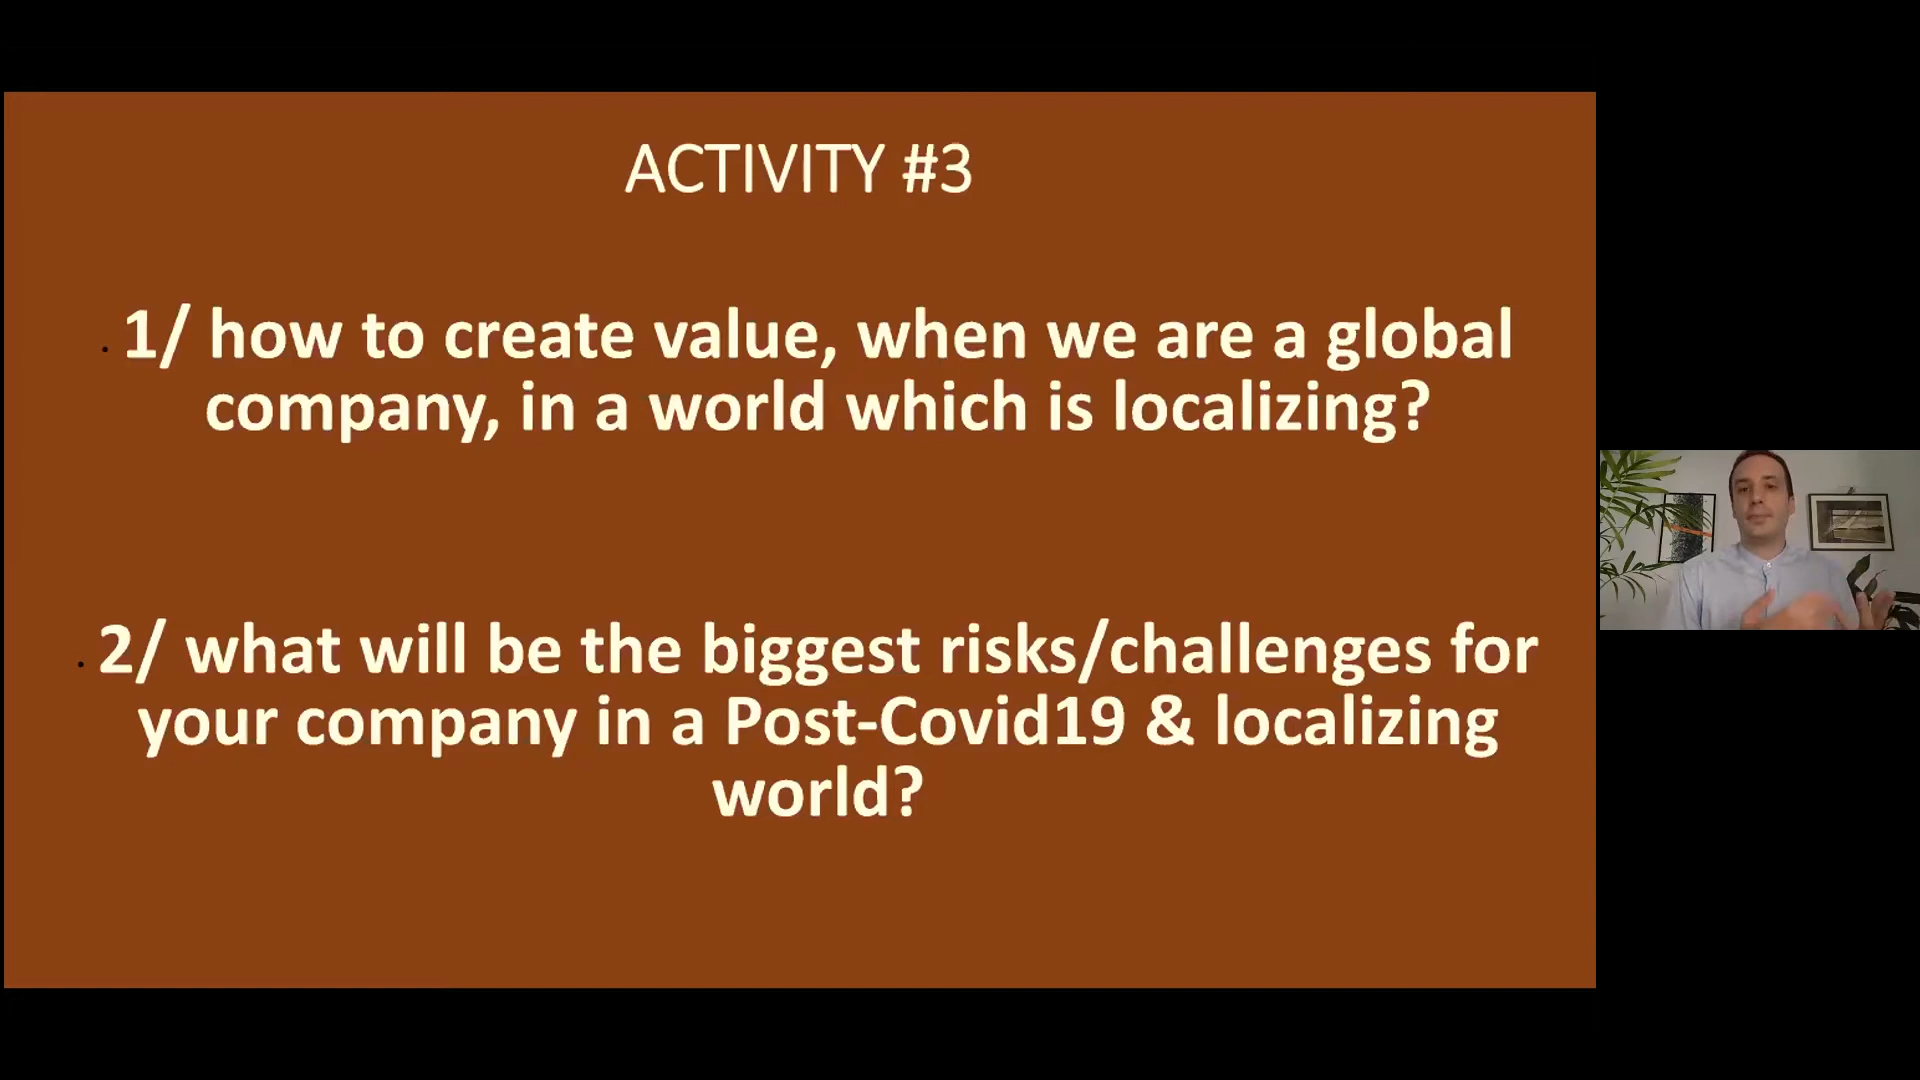 ACTIVITY #3
• 1/ how to create value, when we are a global
company, in a world which is localizing?
• 2/ what will be the biggest risks/challenges for
your company in a Post-Covid19 & localizing
world?